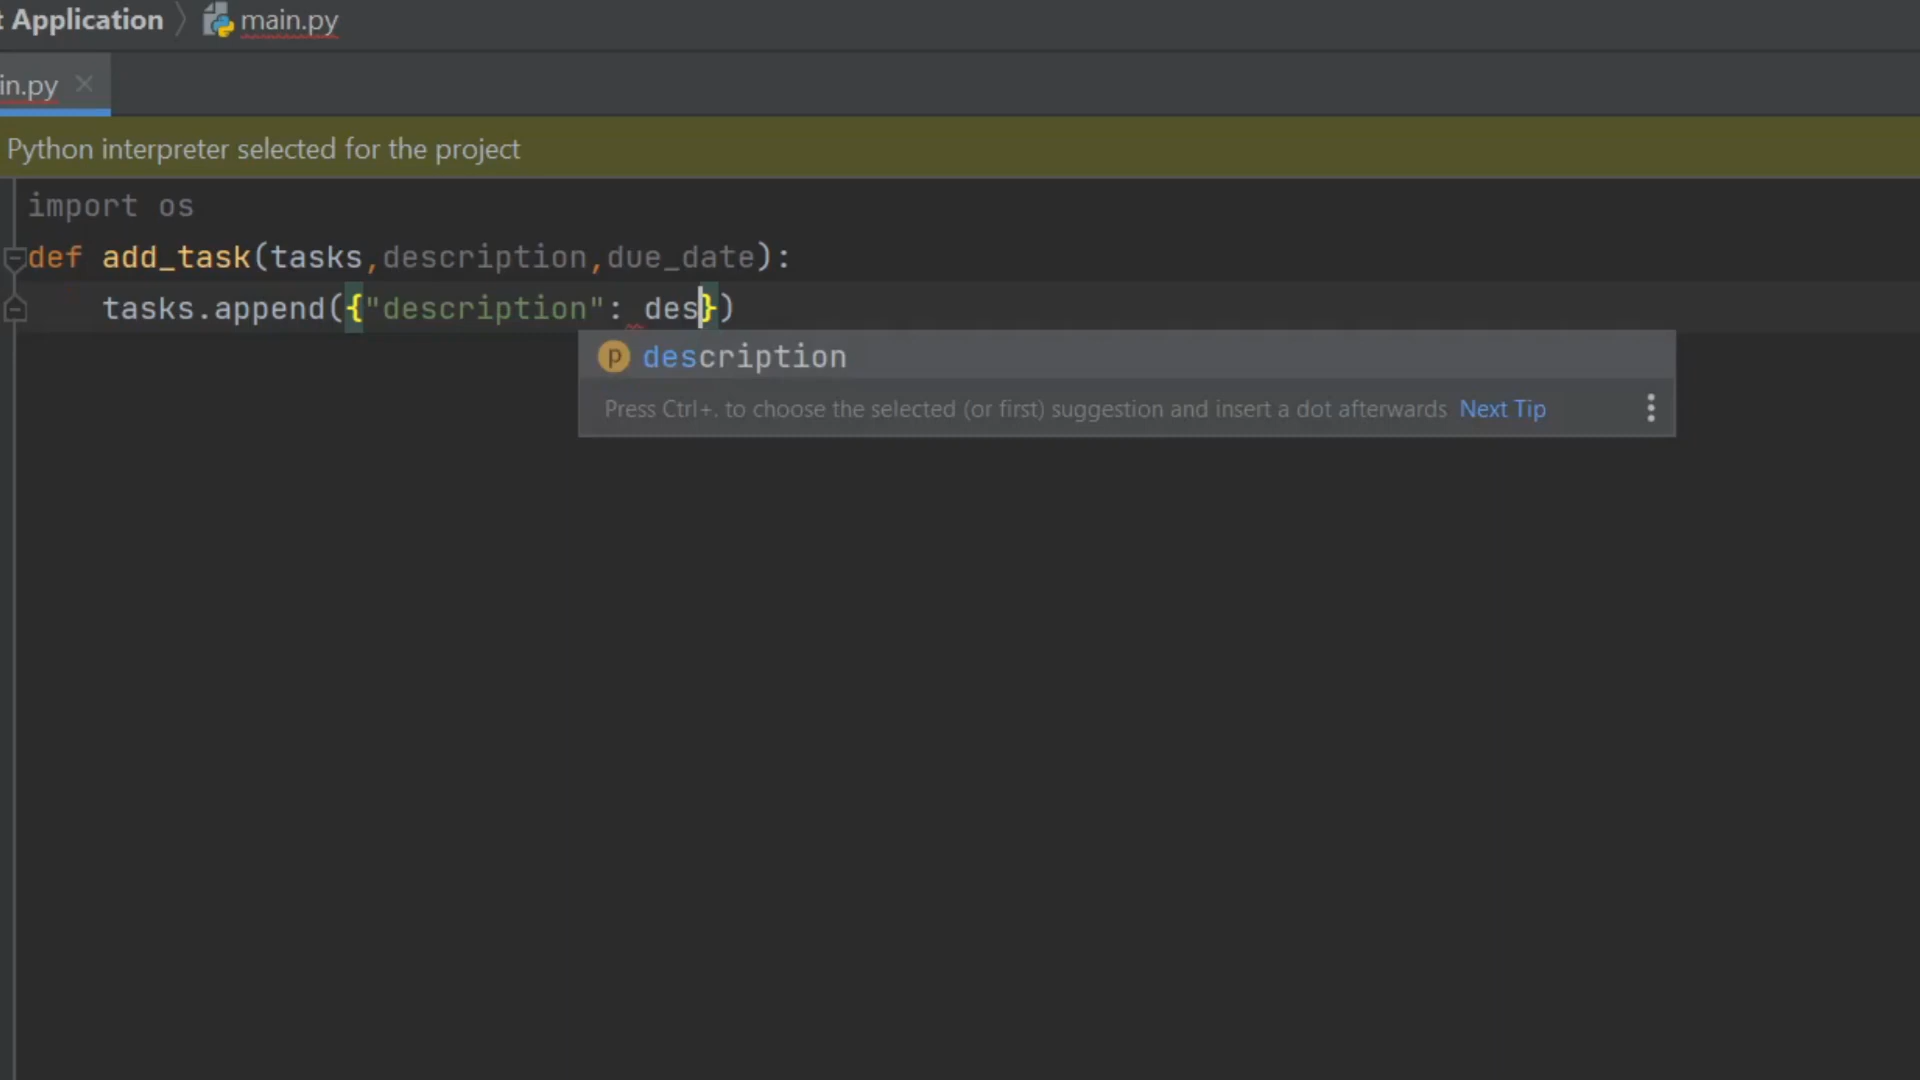 t Application 〉 main.py
in.py ×
Python interpreter selected for the project
import os
def add_task(tasks,description,due_date):
tasks.append({"description": des})
p description
Press Ctrl+. to choose the selected (or first) suggestion and insert a dot afterwards Next Tip